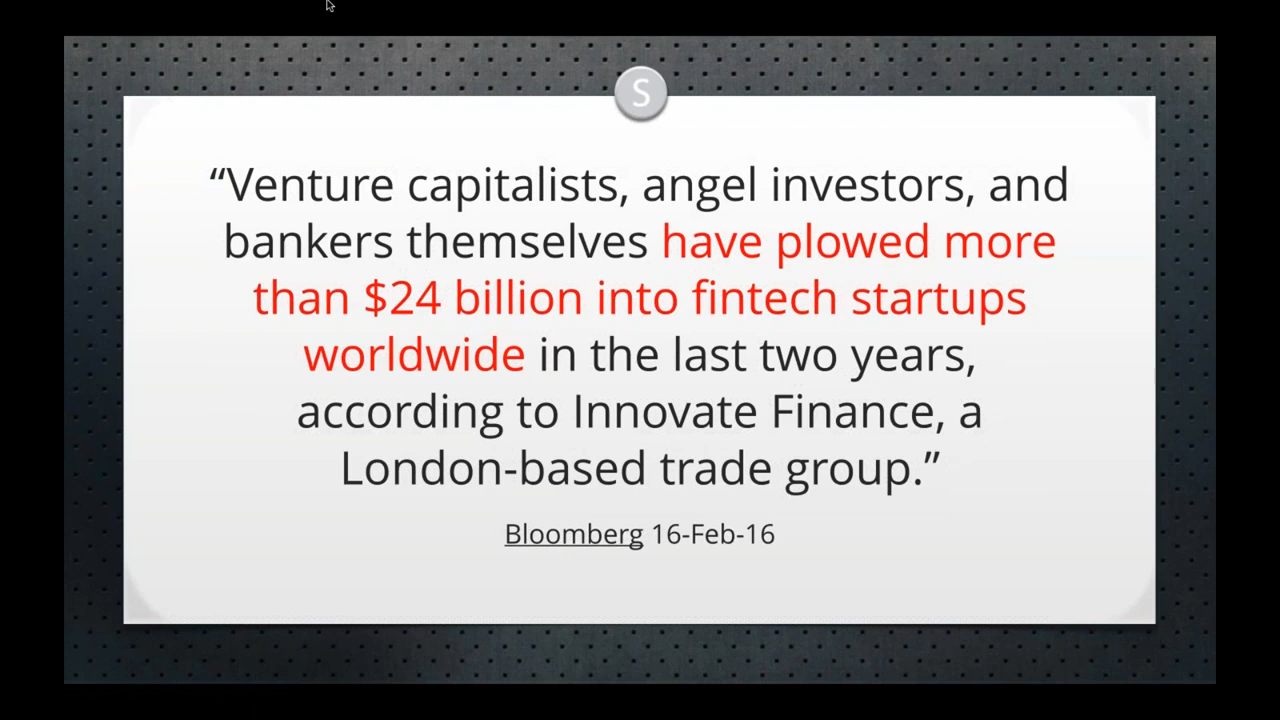 S
“Venture capitalists, angel investors, and
bankers themselves have plowed more
than $24 billion into fintech startups
worldwide in the last two years,
according to Innovate Finance, a
London-based trade group.”
Bloomberg 16-Feb-16